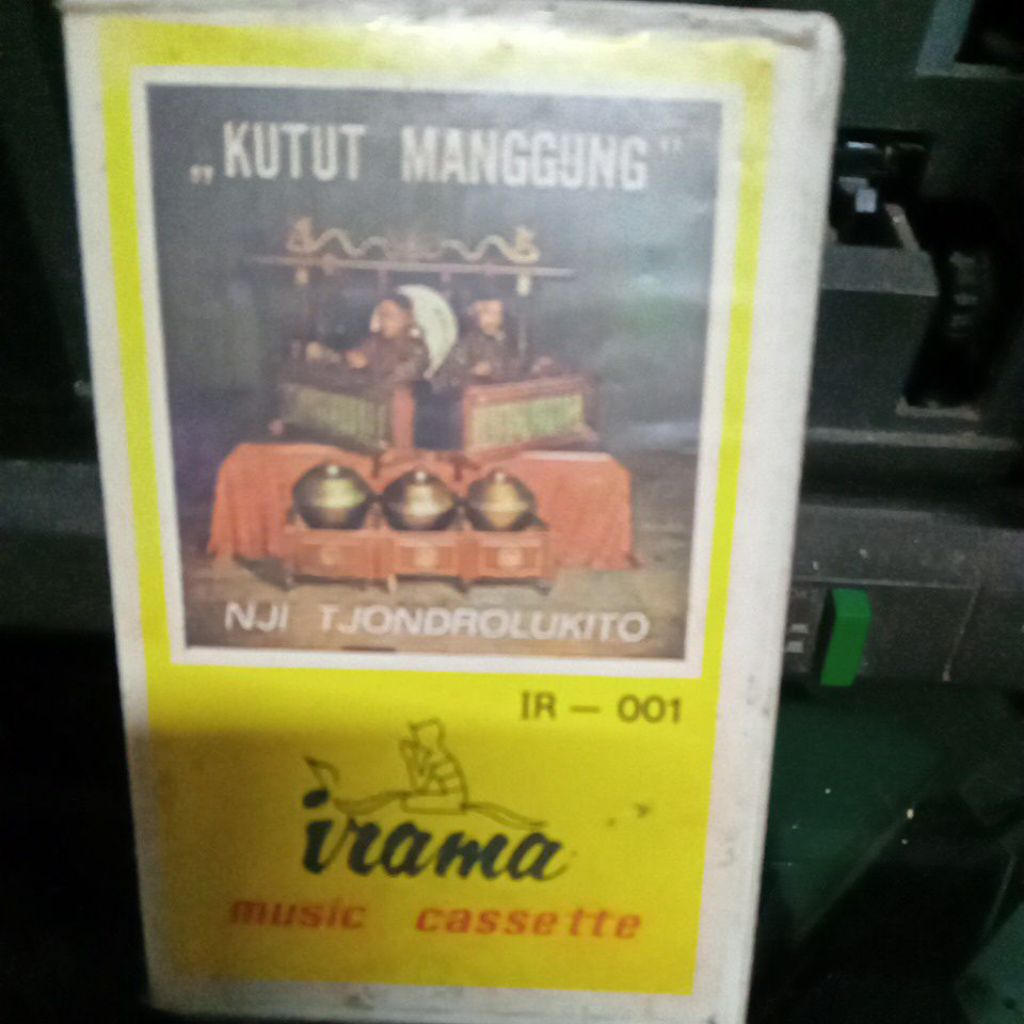 „KUTUT MANGGUNG"
NJI TJONDROLUKITO
IR — 001
irama
music cassette